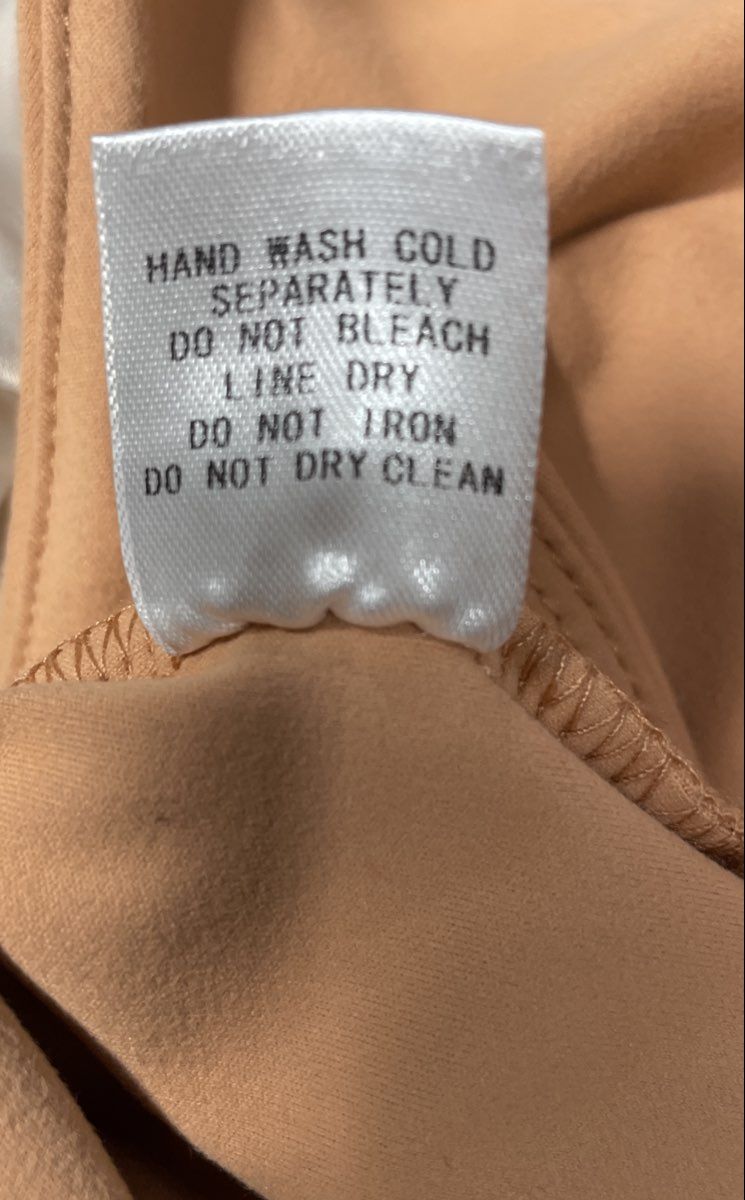 HAND WASH COLD
SEPARATELY
DO NOT BLEACH
LINE DRY
DO NOT IRON
DO NOT DRY CLEAN